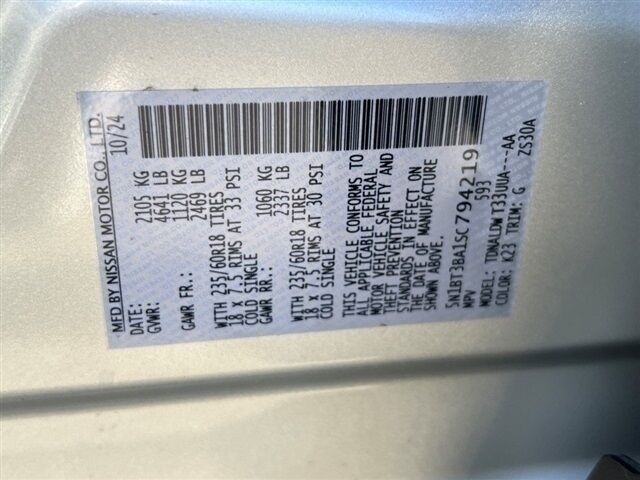 MFD BY NISSAN MOTOR CO., LTD.
DATE: 10/24
GVWR: 2105 KG
4641 LB
GAWR FR.: 1120 KG
2469 LB
WITH 235/60R18 TIRES
18 x 7.5 RIMS AT 33 PSI
COLD SINGLE
GAWR RR.: 1060 KG
2337 LB
WITH 235/60R18 TIRES
18 x 7.5 RIMS AT 30 PSI
COLD SINGLE
THIS VEHICLE CONFORMS TO
ALL APPLICABLE FEDERAL
MOTOR VEHICLE SAFETY AND
THEFT PREVENTION
STANDARDS IN EFFECT ON
THE DATE OF MANUFACTURE
SHOWN ABOVE.
5N1BT3BA1SC794219
MPV 593
MODEL: TDNALDW T33UUA---AA
COLOR: K23 TRIM: G ZS30A